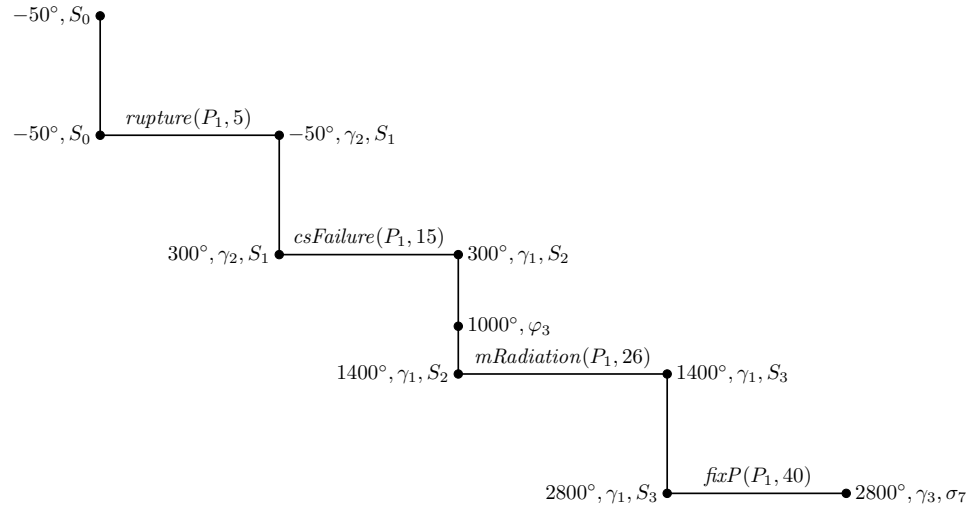 −50°, S₀
−50°, S₀ rupture(P₁, 5) −50°, γ₂, S₁
300°, γ₂, S₁ csFailure(P₁, 15) 300°, γ₁, S₂
1000°, φ₃
1400°, γ₁, S₂ mRadiation(P₁, 26) 1400°, γ₁, S₃
2800°, γ₁, S₃ fixP(P₁, 40) 2800°, γ₃, σ₇